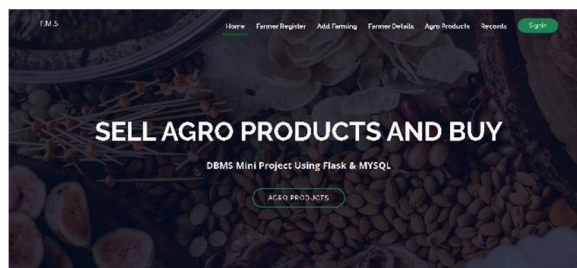 F.M.S
Home Farmer Register Add Farming Farmer Details Agro Products Records Signin
SELL AGRO PRODUCTS AND BUY
DBMS Mini Project Using Flask & MYSQL
AGRO PRODUCTS